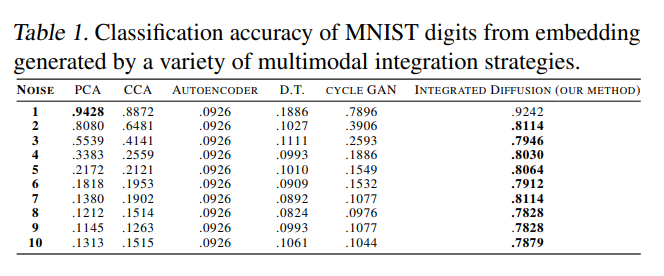 Table 1. Classification accuracy of MNIST digits from embedding
generated by a variety of multimodal integration strategies.
NOISE PCA CCA AUTOENCODER D.T. CYCLE GAN INTEGRATED DIFFUSION (OUR METHOD)
1 .9428 .8872 .0926 .1886 .7896 .9242
2 .8080 .6481 .0926 .1027 .3906 .8114
3 .5539 .4141 .0926 .1111 .2593 .7946
4 .3383 .2559 .0926 .0993 .1886 .8030
5 .2172 .2121 .0926 .1010 .1549 .8064
6 .1818 .1953 .0926 .0909 .1532 .7912
7 .1380 .1902 .0926 .0892 .1077 .8114
8 .1212 .1514 .0926 .0824 .0976 .7828
9 .1145 .1263 .0926 .0993 .1077 .7828
10 .1313 .1515 .0926 .1061 .1044 .7879